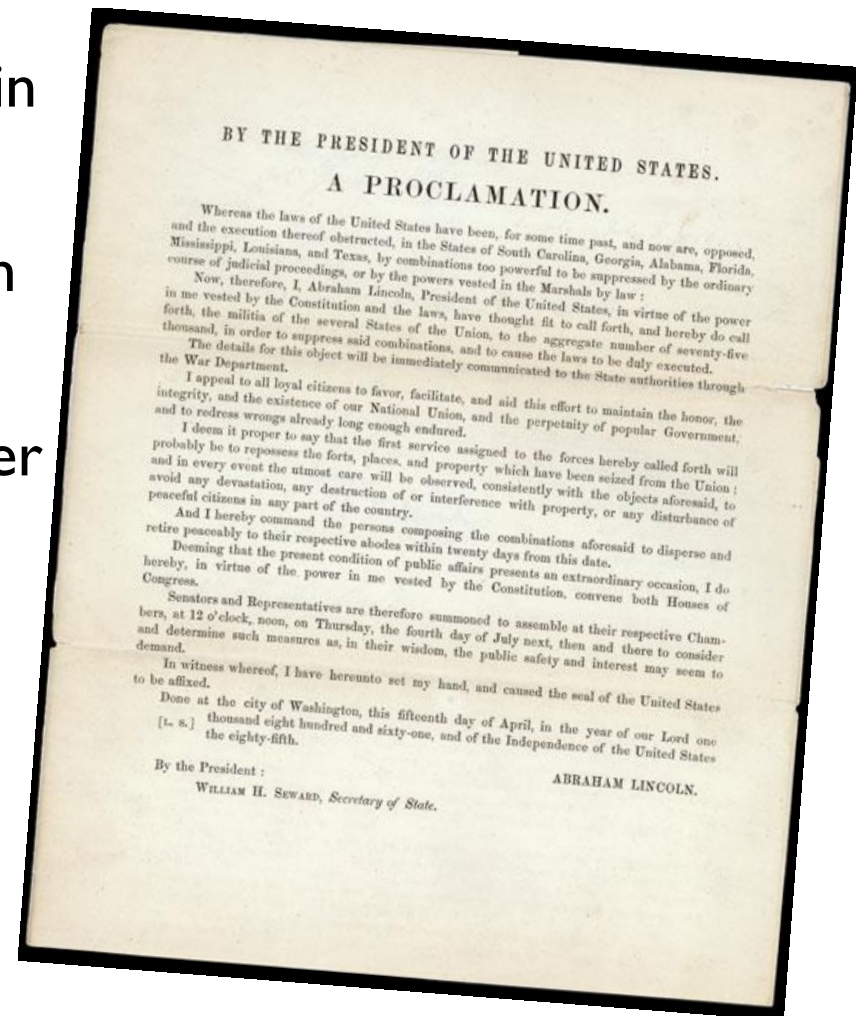 in
n
er
BY THE PRESIDENT OF THE UNITED STATES.
A PROCLAMATION.
Whereas the laws of the United States have been, for some time past, and now are, opposed,
and the execution thereof obstructed, in the States of South Carolina, Georgia, Alabama, Florida,
Mississippi, Louisiana, and Texas, by combinations too powerful to be suppressed by the ordinary
course of judicial proceedings, or by the powers vested in the Marshals by law :
Now, therefore, I, Abraham Lincoln, President of the United States, in virtue of the power
in me vested by the Constitution and the laws, have thought fit to call forth, and hereby do call
forth, the militia of the several States of the Union, to the aggregate number of seventy-five
thousand, in order to suppress said combinations, and to cause the laws to be duly executed.
The details for this object will be immediately communicated to the State authorities through
the War Department.
I appeal to all loyal citizens to favor, facilitate, and aid this effort to maintain the honor, the
integrity, and the existence of our National Union, and the perpetuity of popular Government,
and to redress wrongs already long enough endured.
I deem it proper to say that the first service assigned to the forces hereby called forth will
probably be to repossess the forts, places, and property which have been seized from the Union ;
and in every event the utmost care will be observed, consistently with the objects aforesaid, to
avoid any devastation, any destruction of or interference with property, or any disturbance of
peaceful citizens in any part of the country.
And I hereby command the persons composing the combinations aforesaid to disperse and
retire peaceably to their respective abodes within twenty days from this date.
Deeming that the present condition of public affairs presents an extraordinary occasion, I do
hereby, in virtue of the power in me vested by the Constitution, convene both Houses of
Congress.
Senators and Representatives are therefore summoned to assemble at their respective Cham-
bers, at 12 o'clock, noon, on Thursday, the fourth day of July next, then and there to consider
and determine such measures as, in their wisdom, the public safety and interest may seem to
demand.
In witness whereof, I have hereunto set my hand, and caused the seal of the United States
to be affixed.
Done at the city of Washington, this fifteenth day of April, in the year of our Lord one
[L. S.] thousand eight hundred and sixty-one, and of the Independence of the United States
the eighty-fifth.
ABRAHAM LINCOLN.
By the President :
WILLIAM H. SEWARD, Secretary of State.